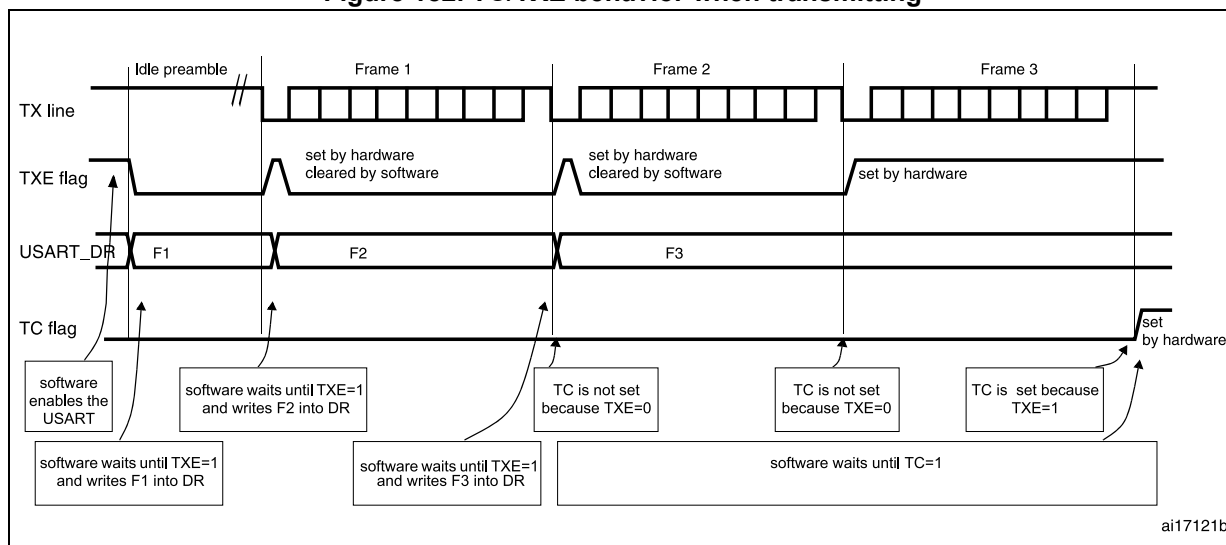 Idle preamble
Frame 1
Frame 2
Frame 3
TX line
TXE flag
set by hardware
cleared by software
set by hardware
cleared by software
set by hardware
USART_DR
F1
F2
F3
TC flag
set
by hardware
software
enables the
USART
software waits until TXE=1
and writes F2 into DR
TC is not set
because TXE=0
TC is not set
because TXE=0
TC is set because
TXE=1
software waits until TXE=1
and writes F1 into DR
software waits until TXE=1
and writes F3 into DR
software waits until TC=1
ai17121b